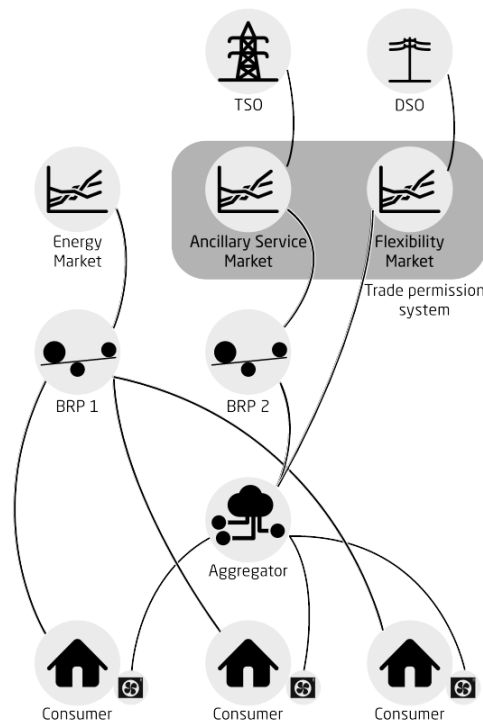 TSO
DSO
Energy
Market
Ancillary Service
Market
Flexibility
Market
Trade permission
system
BRP 1
BRP 2
Aggregator
Consumer
Consumer
Consumer